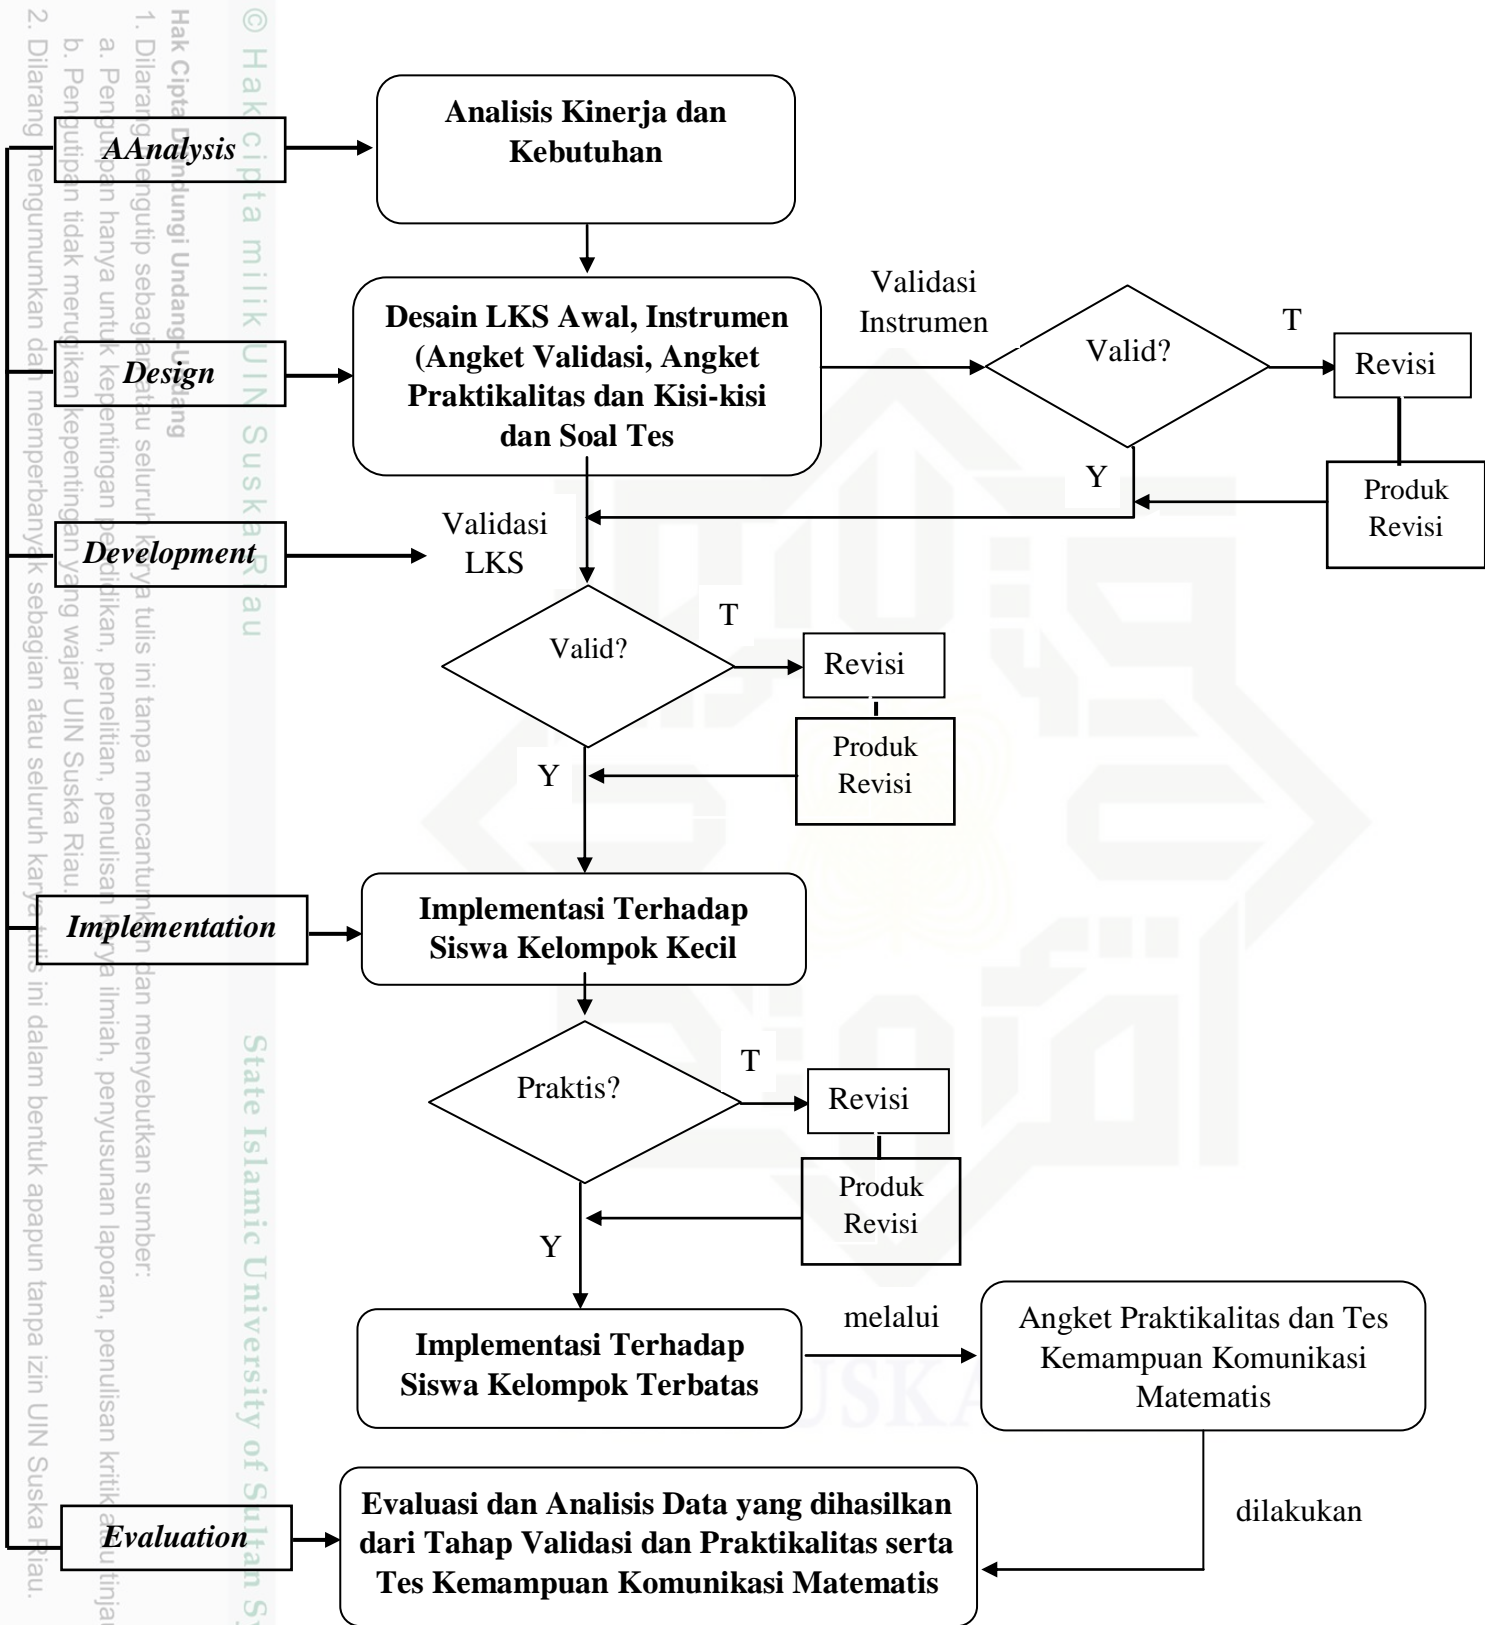 © Hak cipta milik UIN Suska Riau
State Islamic University of Sultan Sy
Hak Cipta Dilindungi Undang-Undang
1. Dilarang mengutip sebagian atau seluruh karya tulis ini tanpa mencantumkan dan menyebutkan sumber:
a. Pengutipan hanya untuk kepentingan pendidikan, penelitian, penulisan karya ilmiah, penyusunan laporan, penulisan kritik atau tinjau
b. Pengutipan tidak merugikan kepentingan yang wajar UIN Suska Riau.
2. Dilarang mengumumkan dan memperbanyak sebagian atau seluruh karya tulis ini dalam bentuk apapun tanpa izin UIN Suska Riau.
AAnalysis
Analisis Kinerja dan
Kebutuhan
Design
Desain LKS Awal, Instrumen
(Angket Validasi, Angket
Praktikalitas dan Kisi-kisi
dan Soal Tes
Validasi
Instrumen
Valid?
T
Revisi
Y
Produk
Revisi
Development
Validasi
LKS
Valid?
T
Revisi
Y
Produk
Revisi
Implementation
Implementasi Terhadap
Siswa Kelompok Kecil
Praktis?
T
Revisi
Y
Produk
Revisi
Implementasi Terhadap
Siswa Kelompok Terbatas
melalui
Angket Praktikalitas dan Tes
Kemampuan Komunikasi
Matematis
USKA
dilakukan
Evaluation
Evaluasi dan Analisis Data yang dihasilkan
dari Tahap Validasi dan Praktikalitas serta
Tes Kemampuan Komunikasi Matematis